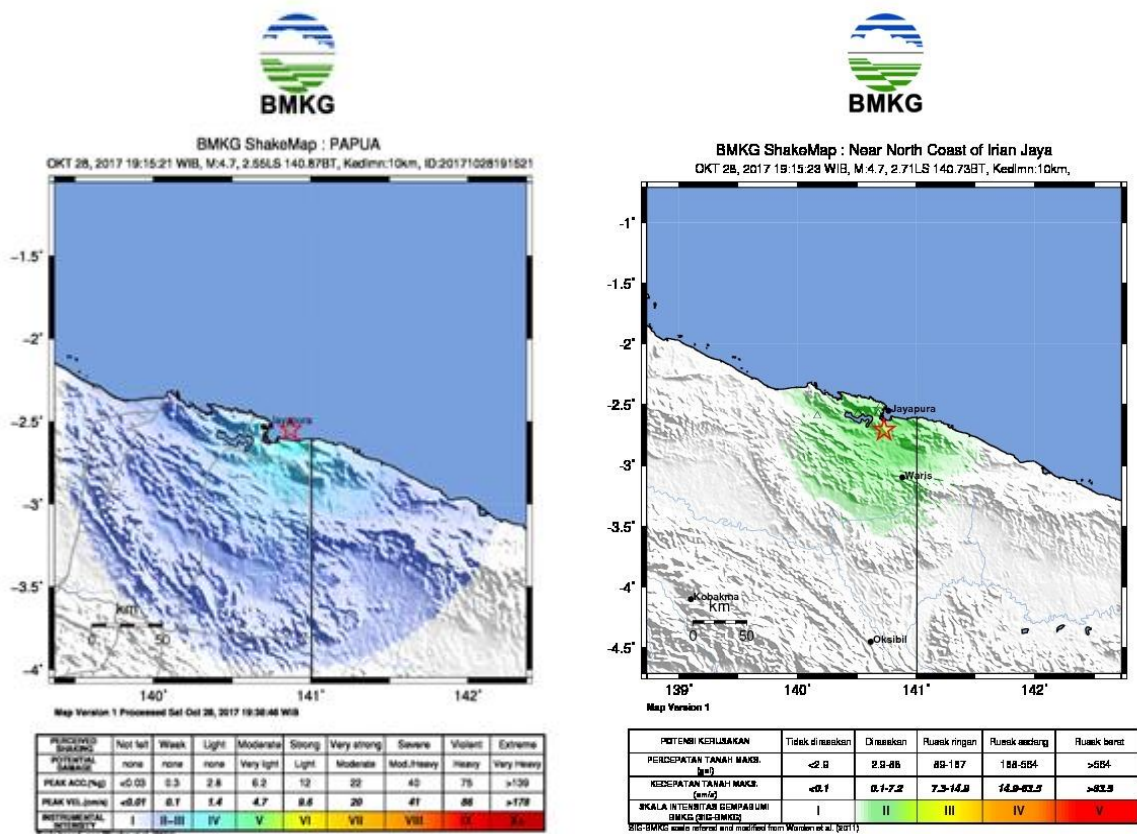 BMKG
BMKG ShakeMap : PAPUA
OKT 28, 2017 19:15:21 WIB, M:4.7, 2.55LS 140.87BT, Kedlmn:10km, ID:20171028191521
-1.5°
-2°
-2.5°
-3°
-3.5°
-4°
Jayapura
km
0 50
140° 141° 142°
Map Version 1 Processed Sat Oct 28, 2017 19:38:46 WIB
PERCEIVED SHAKING Not felt Weak Light Moderate Strong Very strong Severe Violent Extreme
POTENTIAL DAMAGE none none none Very light Light Moderate Mod./Heavy Heavy Very Heavy
PEAK ACC.(%g) <0.03 0.3 2.8 6.2 12 22 40 75 >139
PEAK VEL.(cm/s) <0.01 0.1 1.4 4.7 9.6 20 41 86 >178
INSTRUMENTAL INTENSITY I II-III IV V VI VII VIII IX X+
BMKG
BMKG ShakeMap : Near North Coast of Irian Jaya
OKT 28, 2017 19:15:23 WIB, M:4.7, 2.71LS 140.73BT, Kedlmn:10km,
-1°
-1.5°
-2°
-2.5°
-3°
-3.5°
-4°
-4.5°
Jayapura
Waris
Kobakma
km
0 50
Oksibil
139° 140° 141° 142°
Map Version 1
POTENSI KERUSAKAN Tidak dirasakan Dirasakan Rusak ringan Rusak sedang Rusak berat
PERCEPATAN TANAH MAKS. (gal) <2.9 2.9-88 89-167 168-564 >564
KECEPATAN TANAH MAKS. (cm/s) <0.1 0.1-7.2 7.3-14.9 14.9-63.5 >63.5
SKALA INTENSITAS GEMPABUMI BMKG (SIG-BMKG) I II III IV V
SIG-BMKG scale refered and modified from Worden et al. (2011)